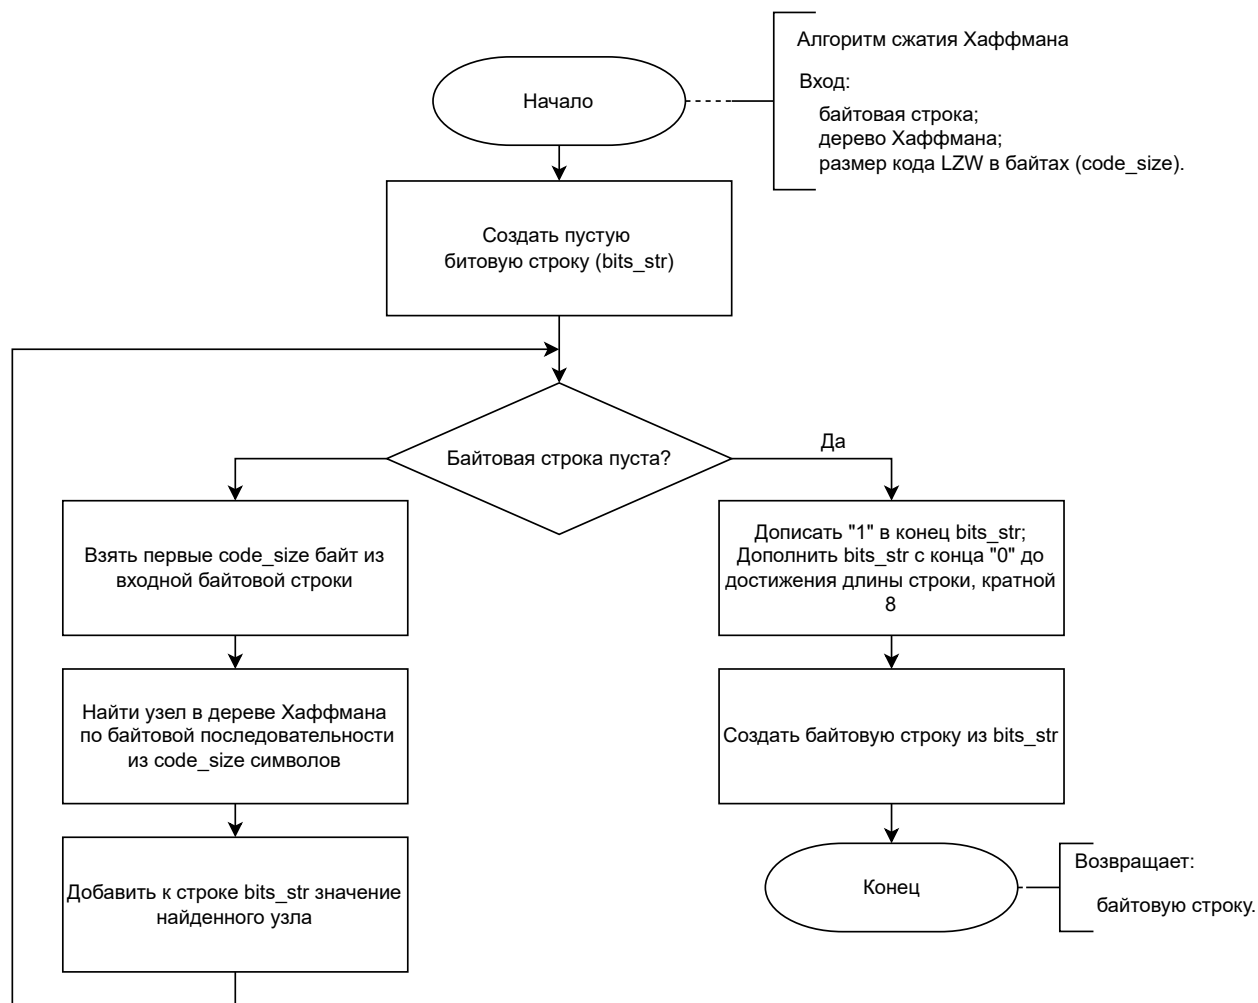 Алгоритм сжатия Хаффмана
Вход:
байтовая строка;
дерево Хаффмана;
размер кода LZW в байтах (code_size).
Начало
Создать пустую
битовую строку (bits_str)
Байтовая строка пуста?
Да
Взять первые code_size байт из
входной байтовой строки
Найти узел в дереве Хаффмана
по байтовой последовательности
из code_size символов
Добавить к строке bits_str значение
найденного узла
Дописать "1" в конец bits_str;
Дополнить bits_str с конца "0" до
достижения длины строки, кратной
8
Создать байтовую строку из bits_str
Конец
Возвращает:
байтовую строку.